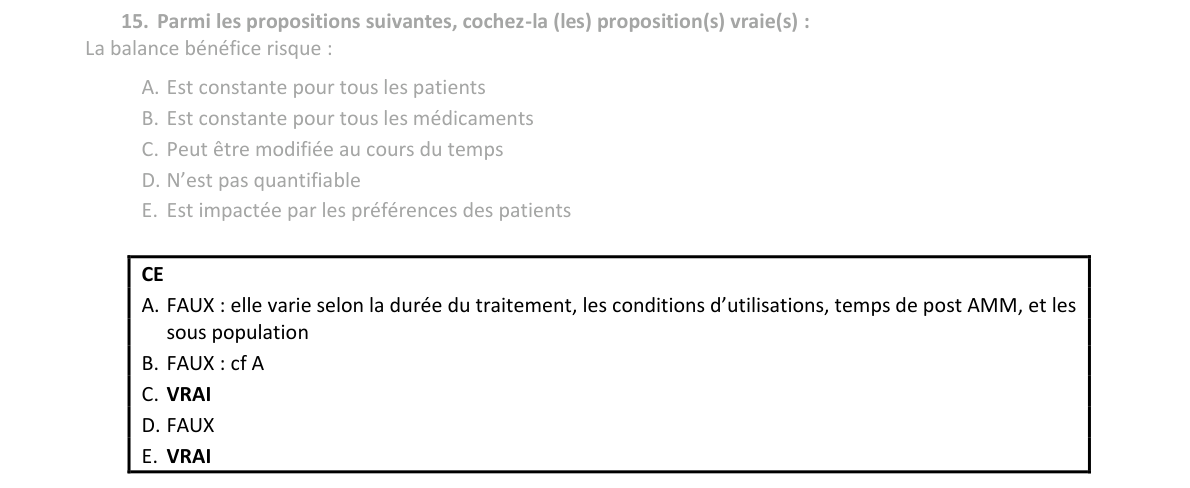 15. Parmi les propositions suivantes, cochez-la (les) proposition(s) vraie(s) :
La balance bénéfice risque :
A. Est constante pour tous les patients
B. Est constante pour tous les médicaments
C. Peut être modifiée au cours du temps
D. N'est pas quantifiable
E. Est impactée par les préférences des patients
CE
A. FAUX : elle varie selon la durée du traitement, les conditions d'utilisations, temps de post AMM, et les
sous population
B. FAUX : cf A
C. VRAI
D. FAUX
E. VRAI